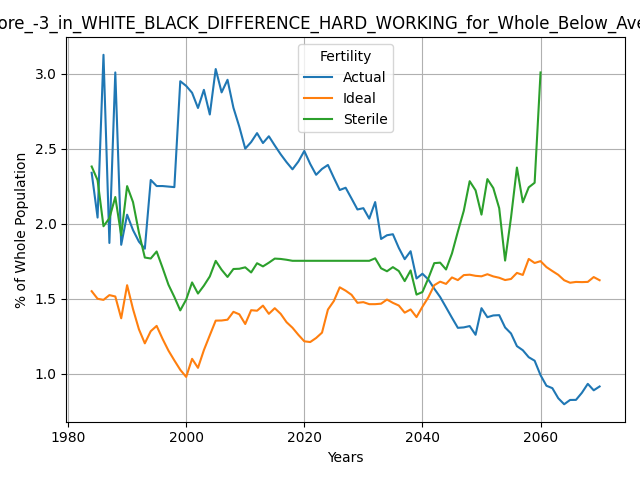 ore_-3_in_WHITE_BLACK_DIFFERENCE_HARD_WORKING_for_Whole_Below_Ave
Fertility
Actual
Ideal
Sterile
% of Whole Population
3.0
2.5
2.0
1.5
1.0
1980 2000 2020 2040 2060
Years